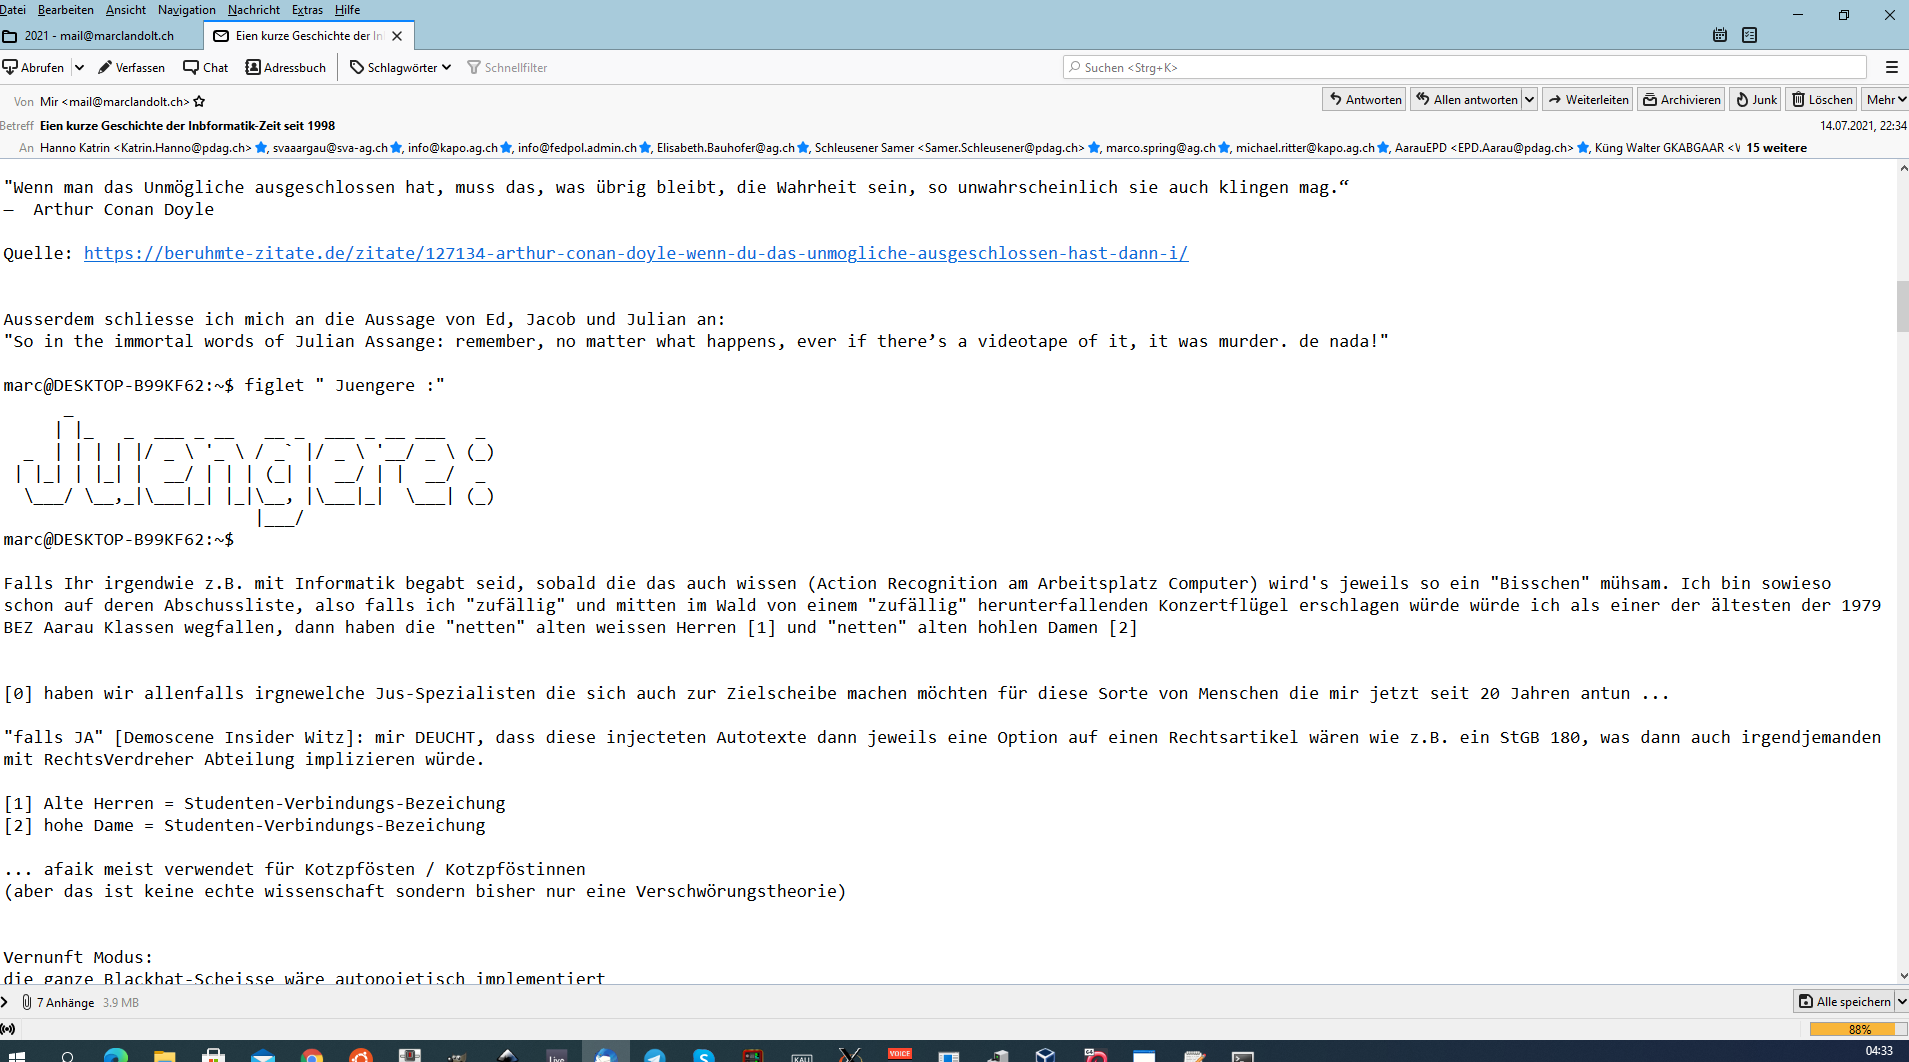 Datei Bearbeiten Ansicht Navigation Nachricht Extras Hilfe
2021 - mail@marclandolt.ch
Eien kurze Geschichte der In
Abrufen Verfassen Chat Adressbuch Schlagwörter Schnellfilter
Suchen <Strg+K>
Von Mir <mail@marclandolt.ch>
Antworten Allen antworten Weiterleiten Archivieren Junk Löschen Mehr
Betreff Eien kurze Geschichte der Inbformatik-Zeit seit 1998
14.07.2021, 22:34
An Hanno Katrin <Katrin.Hanno@pdag.ch>, svaaargau@sva-ag.ch, info@kapo.ag.ch, info@fedpol.admin.ch, Elisabeth.Bauhofer@ag.ch, Schleusener Samer <Samer.Schleusener@pdag.ch>, marco.spring@ag.ch, michael.ritter@kapo.ag.ch, AarauEPD <EPD.Aarau@pdag.ch>, Küng Walter GKABGAAR 15 weitere
"Wenn man das Unmögliche ausgeschlossen hat, muss das, was übrig bleibt, die Wahrheit sein, so unwahrscheinlich sie auch klingen mag.“
― Arthur Conan Doyle
Quelle: https://beruhmte-zitate.de/zitate/127134-arthur-conan-doyle-wenn-du-das-unmogliche-ausgeschlossen-hast-dann-i/
Ausserdem schliesse ich mich an die Aussage von Ed, Jacob und Julian an:
"So in the immortal words of Julian Assange: remember, no matter what happens, ever if there’s a videotape of it, it was murder. de nada!"
marc@DESKTOP-B99KF62:~$ figlet " Juengere :"
Juengere :
marc@DESKTOP-B99KF62:~$
Falls Ihr irgendwie z.B. mit Informatik begabt seid, sobald die das auch wissen (Action Recognition am Arbeitsplatz Computer) wird's jeweils so ein "Bisschen" mühsam. Ich bin sowieso
schon auf deren Abschussliste, also falls ich "zufällig" und mitten im Wald von einem "zufällig" herunterfallenden Konzertflügel erschlagen würde würde ich als einer der ältesten der 1979
BEZ Aarau Klassen wegfallen, dann haben die "netten" alten weissen Herren [1] und "netten" alten hohlen Damen [2]
[0] haben wir allenfalls irgnewelche Jus-Spezialisten die sich auch zur Zielscheibe machen möchten für diese Sorte von Menschen die mir jetzt seit 20 Jahren antun ...
"falls JA" [Demoscene Insider Witz]: mir DEUCHT, dass diese injecteten Autotexte dann jeweils eine Option auf einen Rechtsartikel wären wie z.B. ein StGB 180, was dann auch irgendjemanden
mit RechtsVerdreher Abteilung implizieren würde.
[1] Alte Herren = Studenten-Verbindungs-Bezeichung
[2] hohe Dame = Studenten-Verbindungs-Bezeichung
... afaik meist verwendet für Kotzpfösten / Kotzpföstinnen
(aber das ist keine echte wissenschaft sondern bisher nur eine Verschwörungstheorie)
Vernunft Modus:
die ganze Blackhat-Scheisse wäre autopoietisch implementiert
7 Anhänge 3.9 MB
Alle speichern
88%
Live
KAU
VOICE
64
04:33